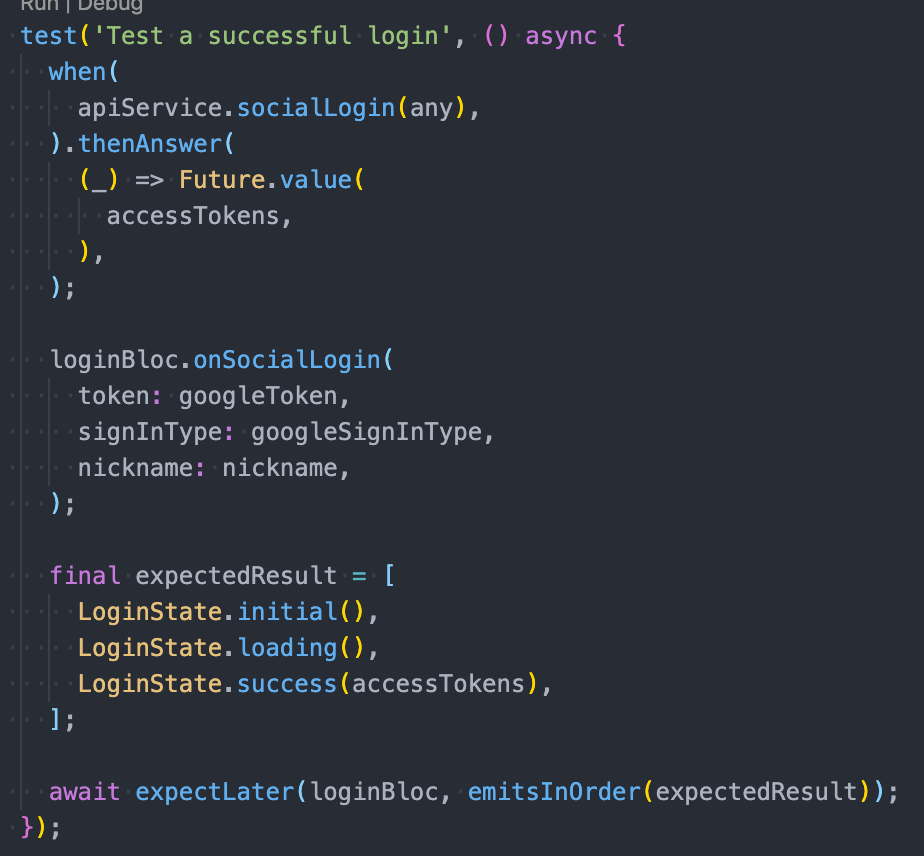 Run | Debug
test('Test a successful login', () async {
  when(
    apiService.socialLogin(any),
  ).thenAnswer(
    (_) => Future.value(
      accessTokens,
    ),
  );

  loginBloc.onSocialLogin(
    token: googleToken,
    signInType: googleSignInType,
    nickname: nickname,
  );

  final expectedResult = [
    LoginState.initial(),
    LoginState.loading(),
    LoginState.success(accessTokens),
  ];

  await expectLater(loginBloc, emitsInOrder(expectedResult));
});